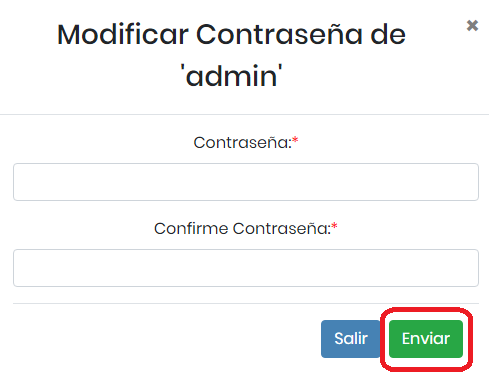 Modificar Contraseña de
'admin'
×
Contraseña:*
Confirme Contraseña:*
Salir
Enviar